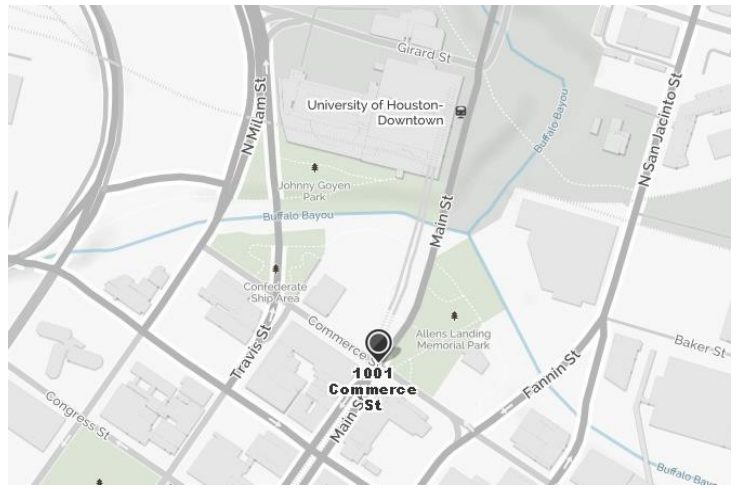 Girard St
N Milam St
University of Houston-
Downtown
N San Jacinto St
Buffalo Bayou
Johnny Goyen
Park
Buffalo Bayou
Main St
Confederate
Ship Area
Commerce St
Allens Landing
Memorial Park
Travis St
Baker St
1001
Commerce
St
Fannin St
Congress St
Main St
Buffalo Bayou